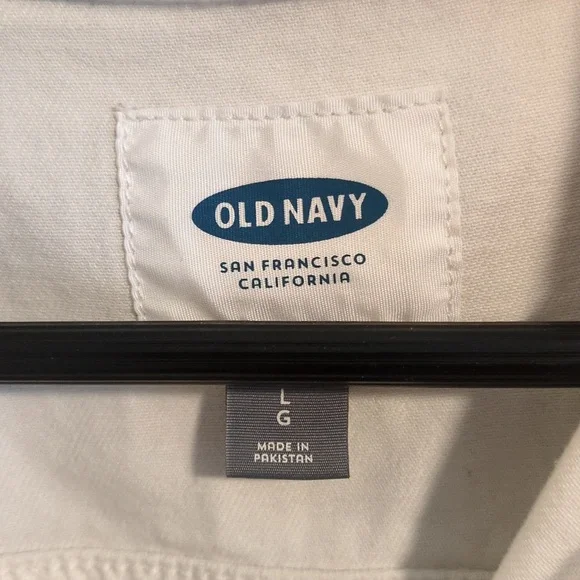 OLD NAVY
SAN FRANCISCO
CALIFORNIA
L
G
MADE IN
PAKISTAN